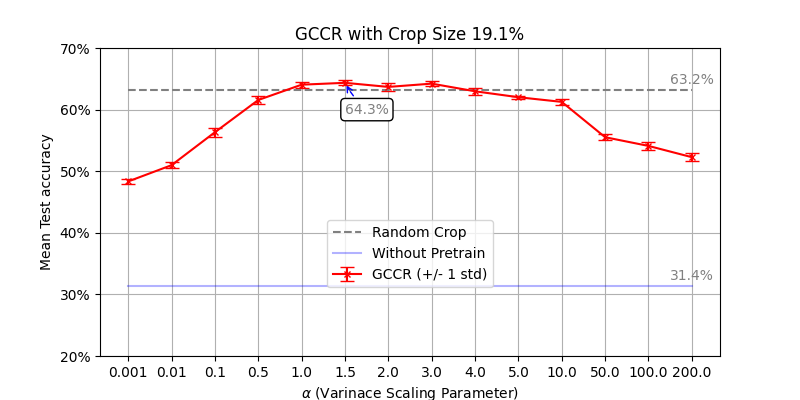 GCCR with Crop Size 19.1%
70%
60%
50%
40%
30%
20%
Mean Test accuracy
63.2%
64.3%
31.4%
Random Crop
Without Pretrain
GCCR (+/- 1 std)
0.001 0.01 0.1 0.5 1.0 1.5 2.0 3.0 4.0 5.0 10.0 50.0 100.0 200.0
α (Varinace Scaling Parameter)